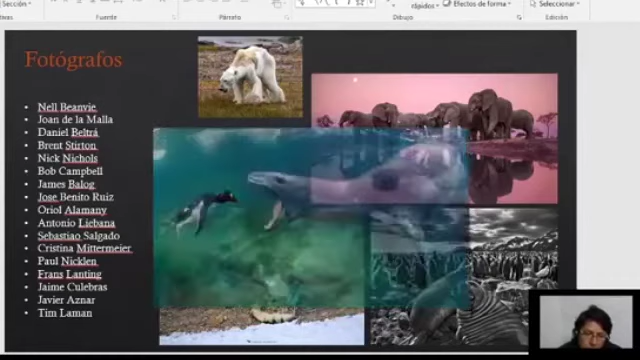 Sección
Fuente
Párrafo
Dibujo
rápidos
Efectos de forma
Seleccionar
Edición
Fotógrafos
Nell Beanvie
Joan de la Malla
Daniel Beltrá
Brent Stirton
Nick Nichols
Bob Campbell
James Balog
Jose Benito Ruiz
Oriol Alamany
Antonio Liebana
Sebastiao Salgado
Cristina Mittermeier
Paul Nicklen
Frans Lanting
Jaime Culebras
Javier Aznar
Tim Laman